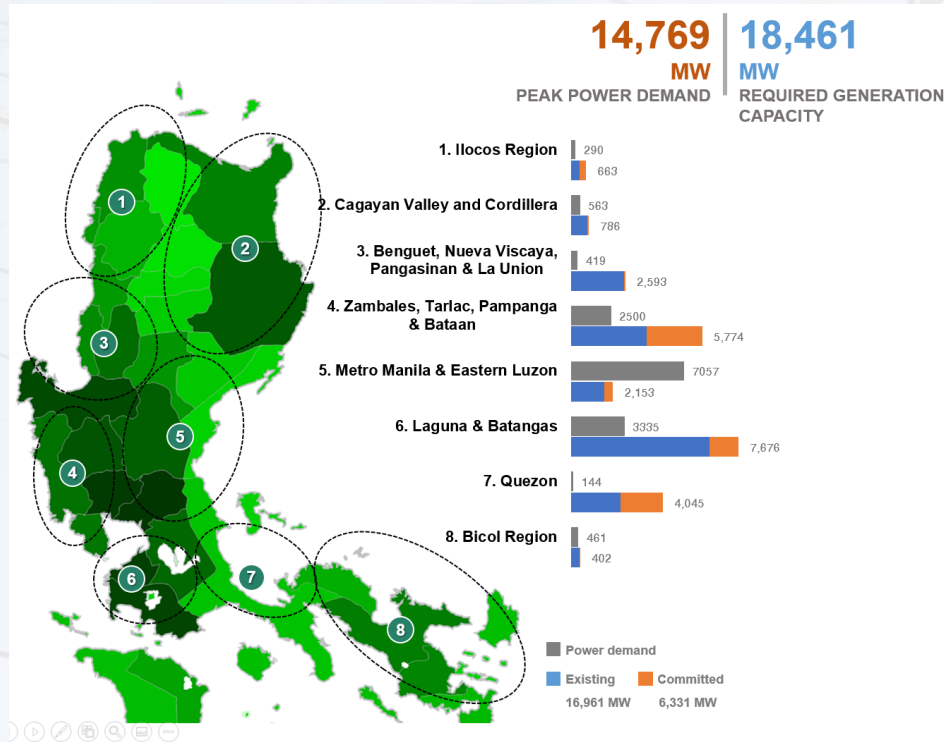 14,769
MW
PEAK POWER DEMAND
18,461
MW
REQUIRED GENERATION
CAPACITY
1. Ilocos Region
290
663
2. Cagayan Valley and Cordillera
563
786
3. Benguet, Nueva Viscaya,
Pangasinan & La Union
419
2,593
4. Zambales, Tarlac, Pampanga
& Bataan
2500
5,774
5. Metro Manila & Eastern Luzon
7057
2,153
6. Laguna & Batangas
3335
7,676
7. Quezon
144
4,045
8. Bicol Region
461
402
Power demand
Existing
Committed
16,961 MW
6,331 MW
1
2
3
5
4
6
7
8